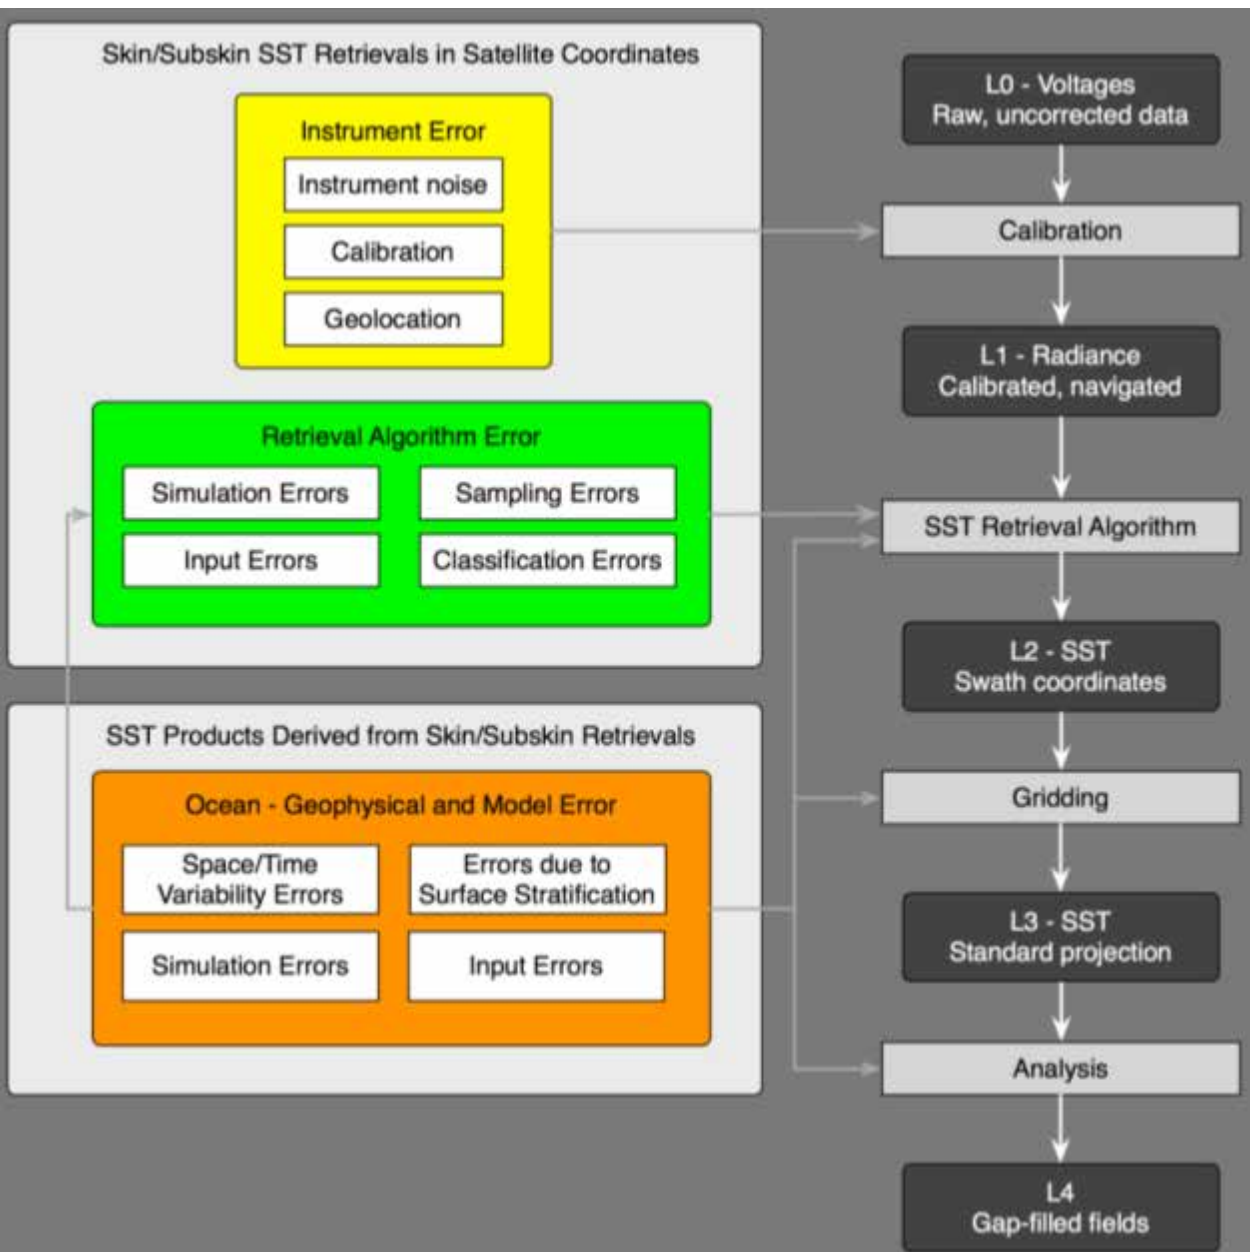 Skin/Subskin SST Retrievals in Satellite Coordinates
Instrument Error
Instrument noise
Calibration
Geolocation
Retrieval Algorithm Error
Simulation Errors
Sampling Errors
Input Errors
Classification Errors
SST Products Derived from Skin/Subskin Retrievals
Ocean - Geophysical and Model Error
Space/Time
Variability Errors
Errors due to
Surface Stratification
Simulation Errors
Input Errors
L0 - Voltages
Raw, uncorrected data
Calibration
L1 - Radiance
Calibrated, navigated
SST Retrieval Algorithm
L2 - SST
Swath coordinates
Gridding
L3 - SST
Standard projection
Analysis
L4
Gap-filled fields